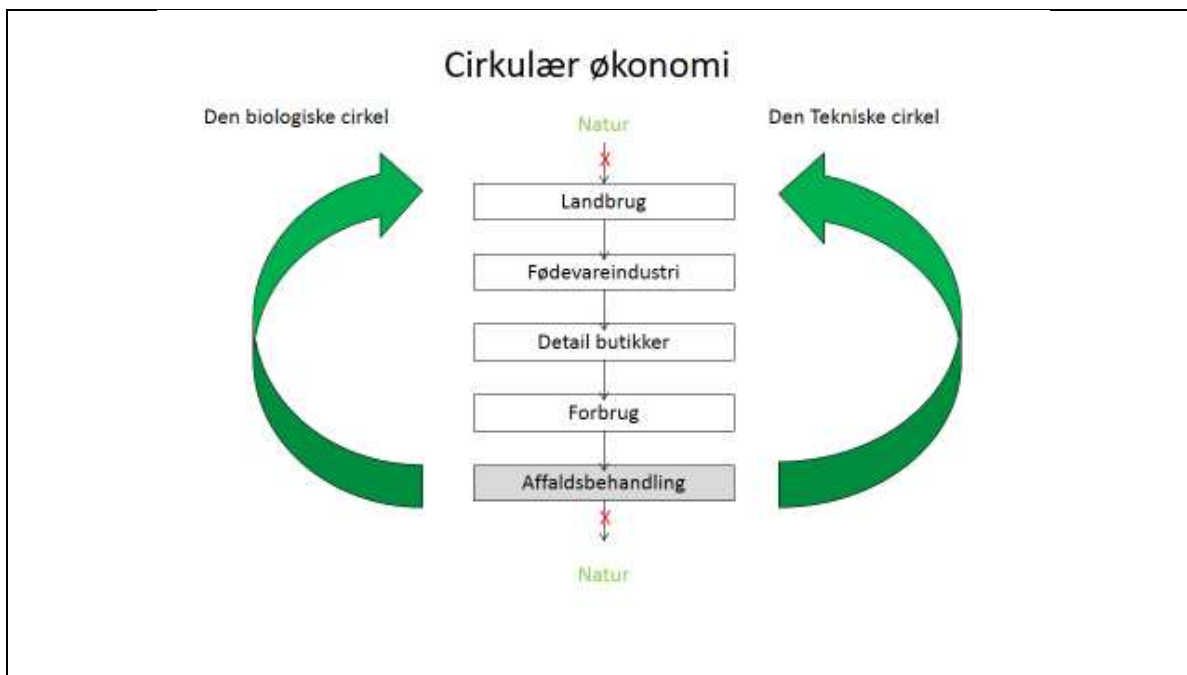 Cirkulær økonomi
Den biologiske cirkel
Natur
Den Tekniske cirkel
Landbrug
Fødevareindustri
Detail butikker
Forbrug
Affaldsbehandling
Natur